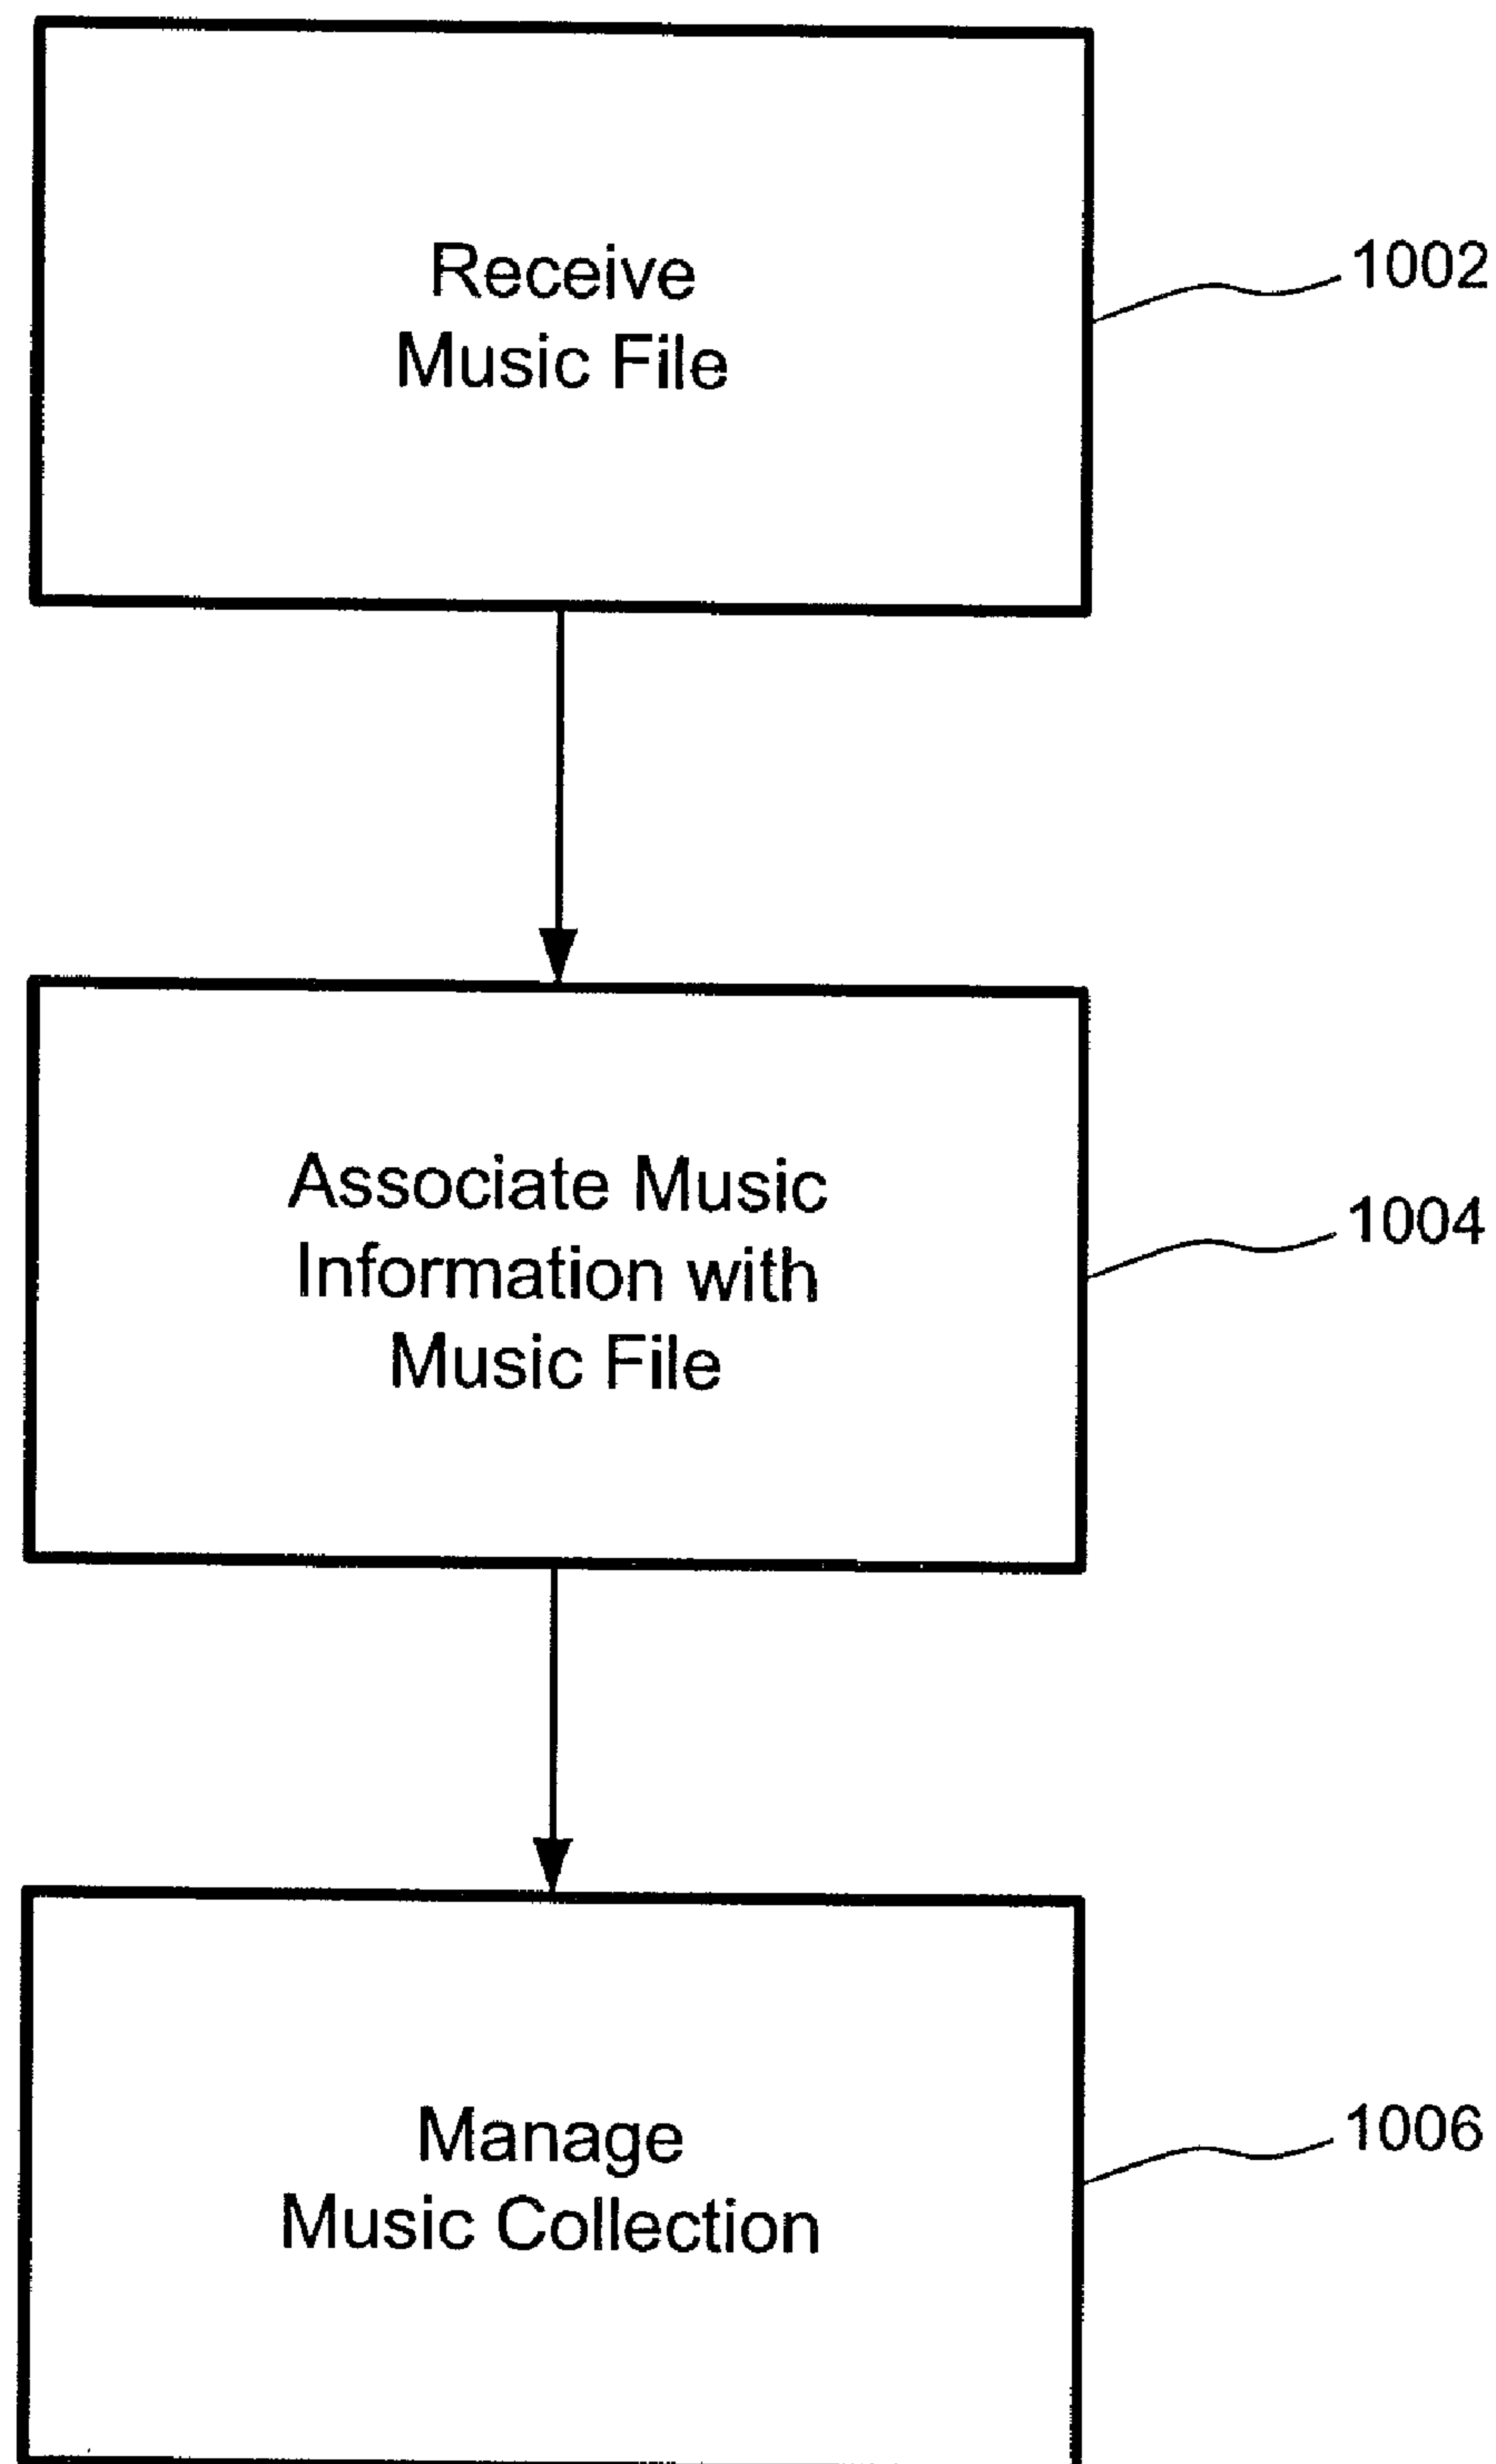 Receive
Music File
1002
Associate Music
Information with
Music File
1004
Manage
Music Collection
1006